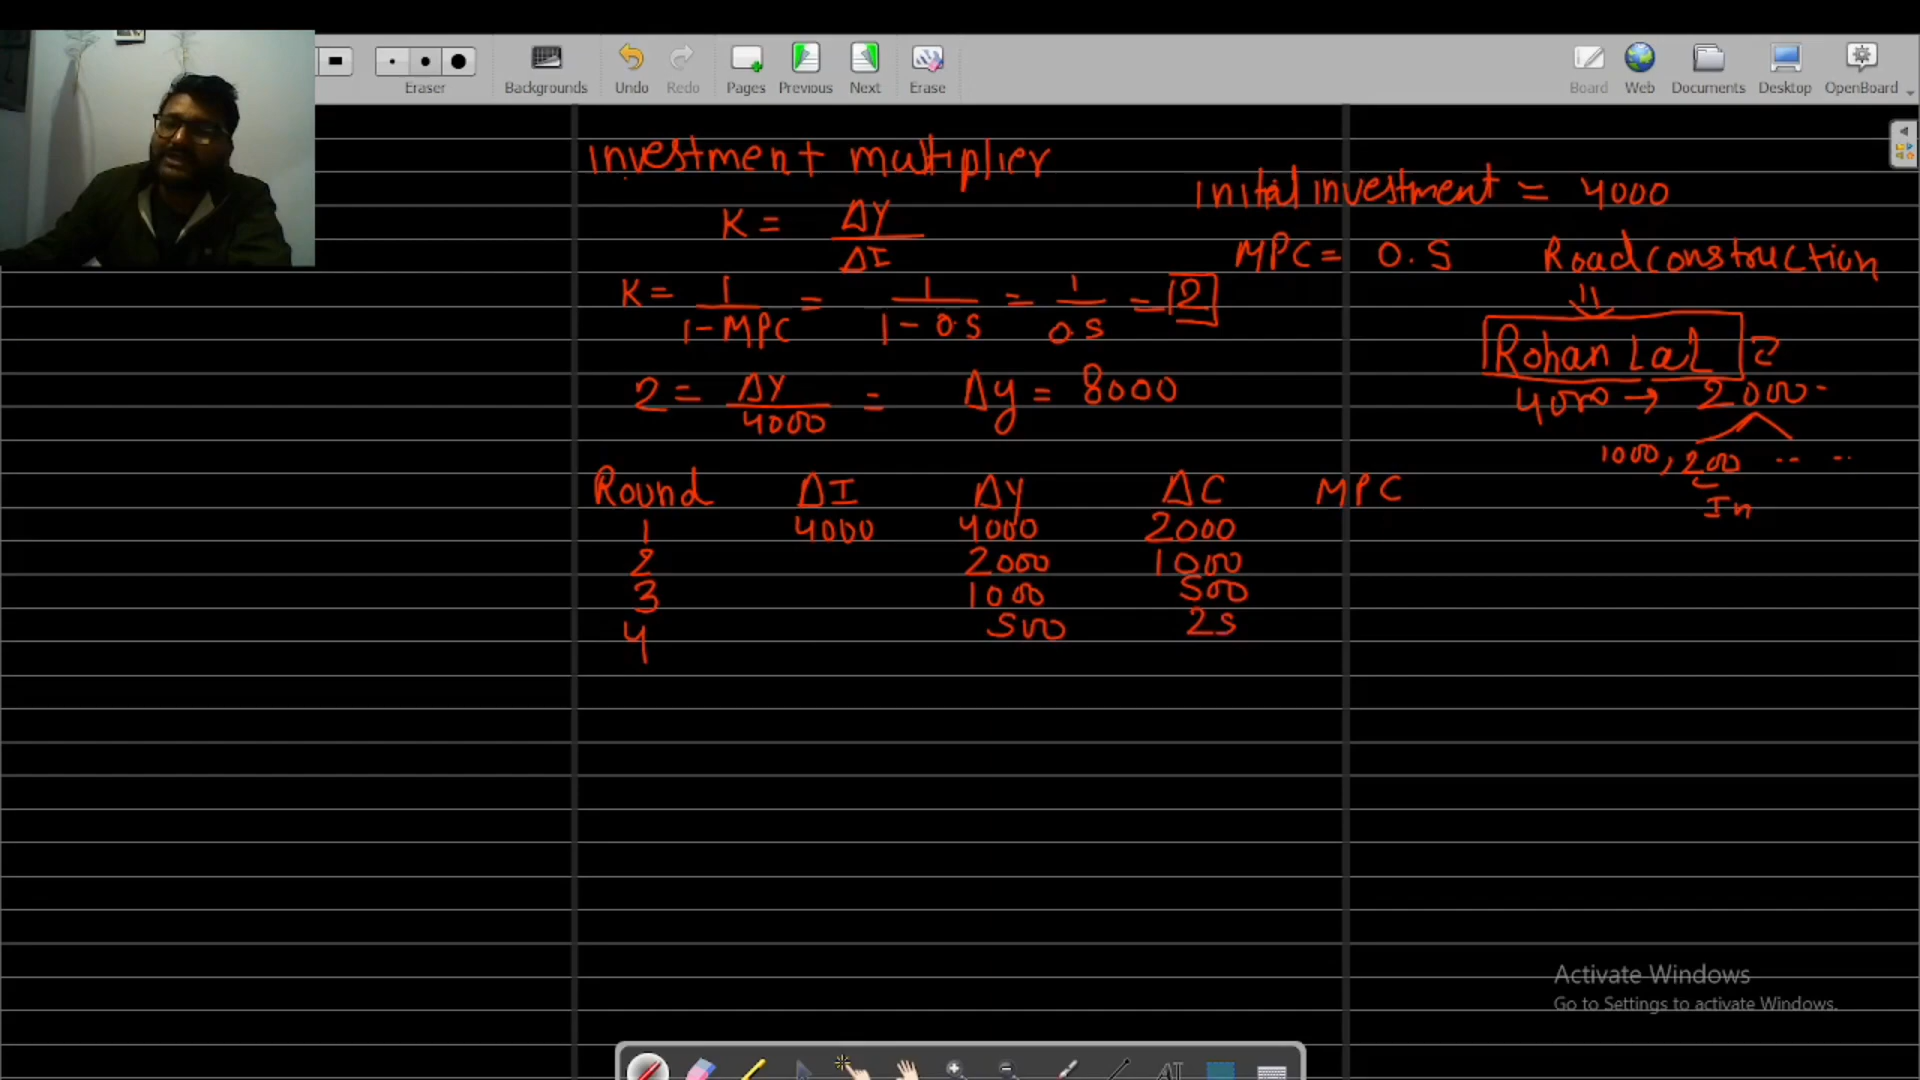 Eraser
Backgrounds
Undo
Redo
Pages
Previous
Next
Erase
Board
Web
Documents
Desktop
OpenBoard
Investment multiplier
K = ΔY / ΔI
K = 1 / 1 - MPC = 1 / 1 - 0.5 = 1 / 0.5 = 2
2 = ΔY / 4000 = Δy = 8000
Initial investment = 4000
MPC = 0.5 Road construction
Rohan Lal
4000 → 2000
1000, 200 .. ..
In
Round ΔI ΔY ΔC MPC
1 4000 4000 2000
2 2000 1000
3 1000 500
4 500 25
Activate Windows
Go to Settings to activate Windows.